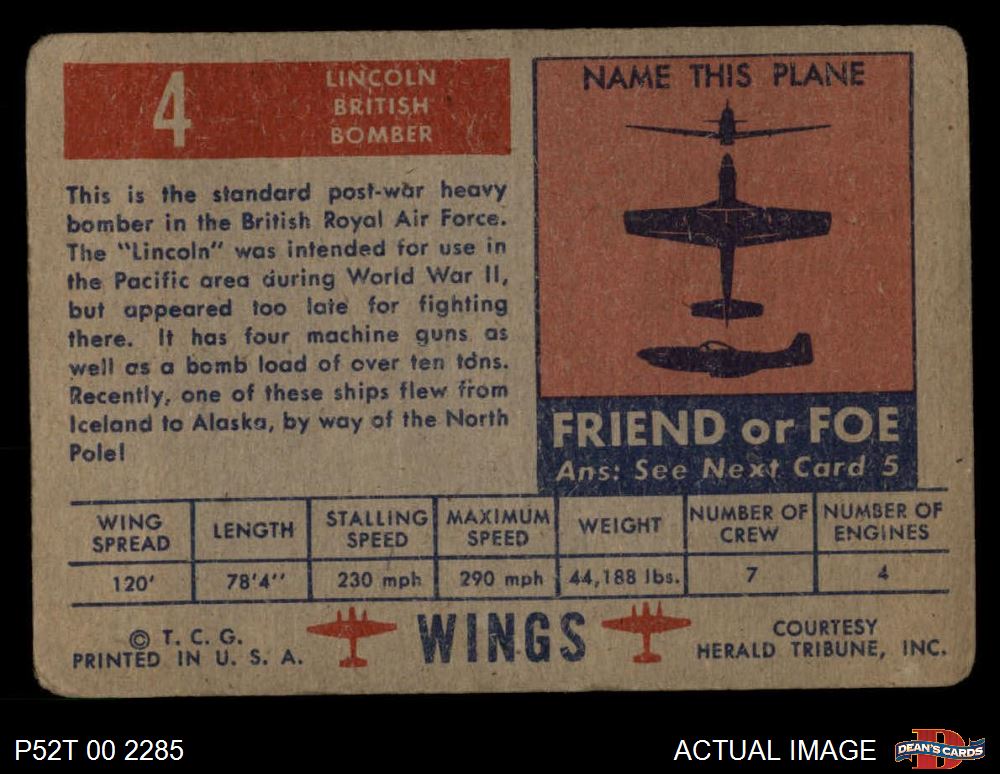 4
LINCOLN
BRITISH
BOMBER
This is the standard post-war heavy
bomber in the British Royal Air Force.
The "Lincoln" was intended for use in
the Pacific area during World War II,
but appeared too late for fighting
there. It has four machine guns as
well as a bomb load of over ten tons.
Recently, one of these ships flew from
Iceland to Alaska, by way of the North
Pole!
NAME THIS PLANE
FRIEND or FOE
Ans: See Next Card 5
WING SPREAD
LENGTH
STALLING SPEED
MAXIMUM SPEED
WEIGHT
NUMBER OF CREW
NUMBER OF ENGINES
120'
78'4"
230 mph
290 mph
44,188 lbs.
7
4
© T. C. G.
PRINTED IN U. S. A.
WINGS
COURTESY
HERALD TRIBUNE, INC.
P52T 00 2285
ACTUAL IMAGE
D
DEAN'S CARDS